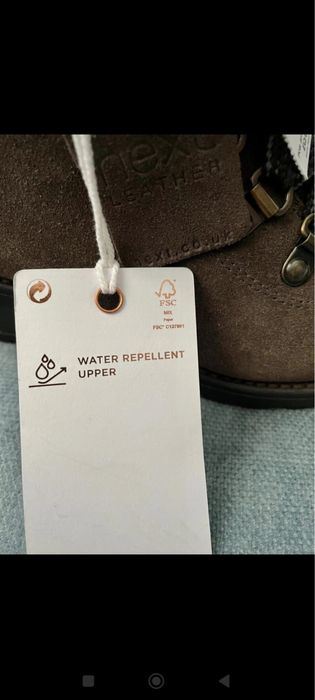 next
LEATHER
FSC
MIX
Paper
WATER REPELLENT
UPPER